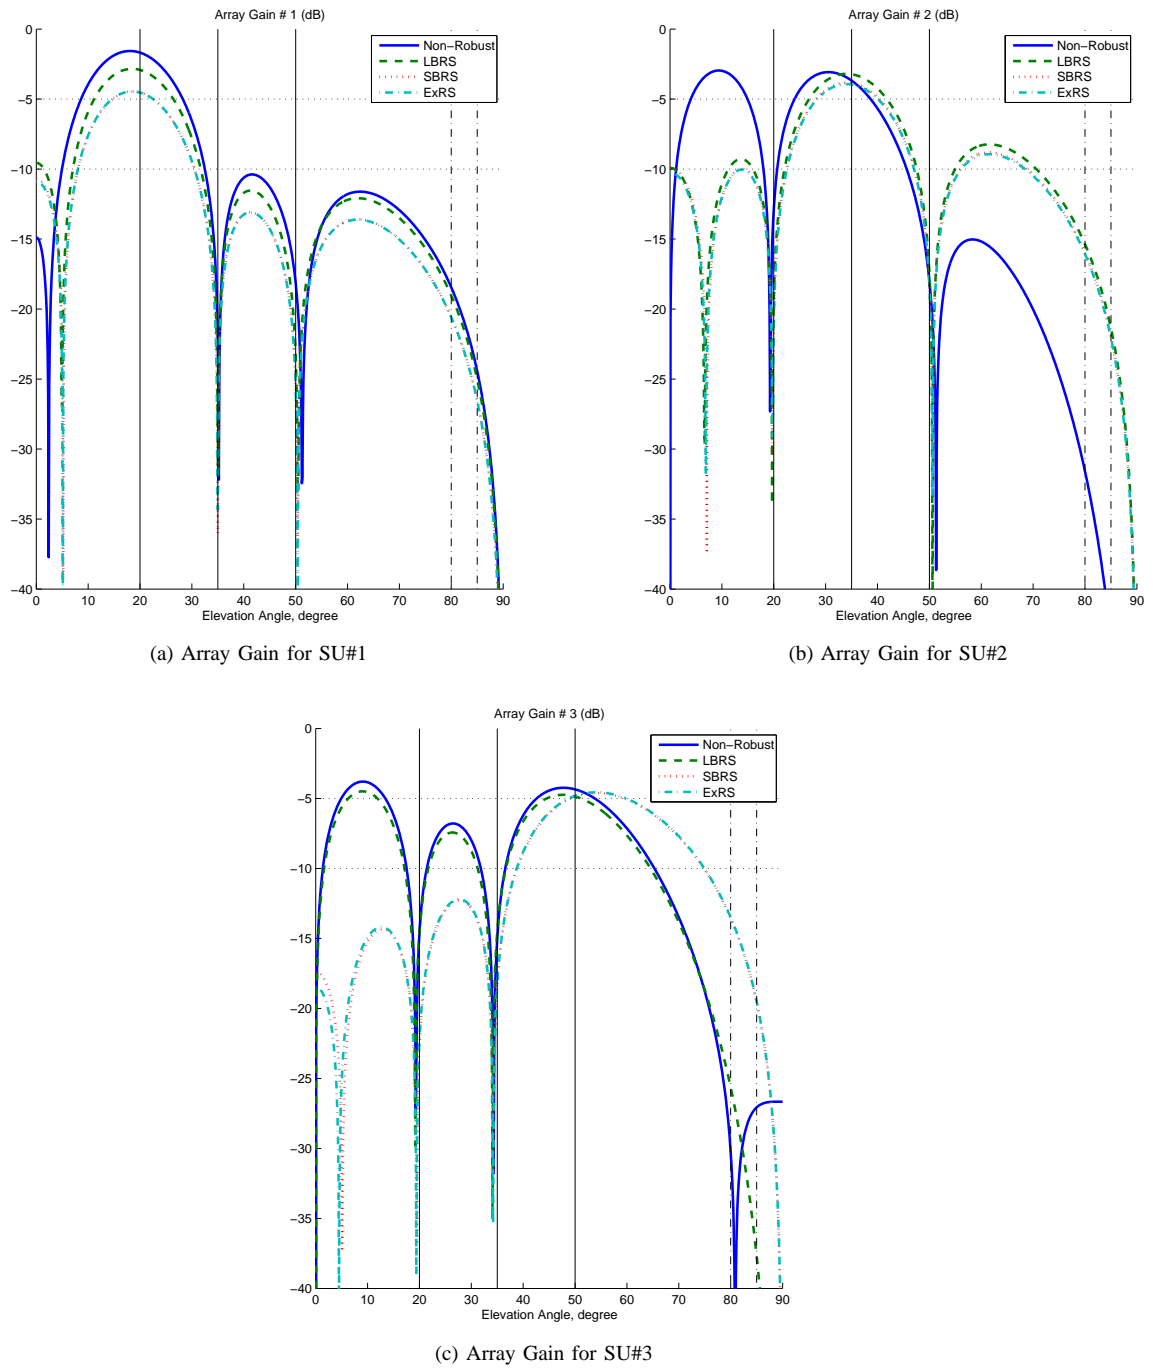 Array Gain # 1 (dB)
0
−5
−10
−15
−20
−25
−30
−35
−40
0 10 20 30 40 50 60 70 80 90
Elevation Angle, degree
Non−Robust
LBRS
SBRS
ExRS
(a) Array Gain for SU#1
Array Gain # 2 (dB)
0
−5
−10
−15
−20
−25
−30
−35
−40
0 10 20 30 40 50 60 70 80 90
Elevation Angle, degree
Non−Robust
LBRS
SBRS
ExRS
(b) Array Gain for SU#2
Array Gain # 3 (dB)
0
−5
−10
−15
−20
−25
−30
−35
−40
0 10 20 30 40 50 60 70 80 90
Elevation Angle, degree
Non−Robust
LBRS
SBRS
ExRS
(c) Array Gain for SU#3